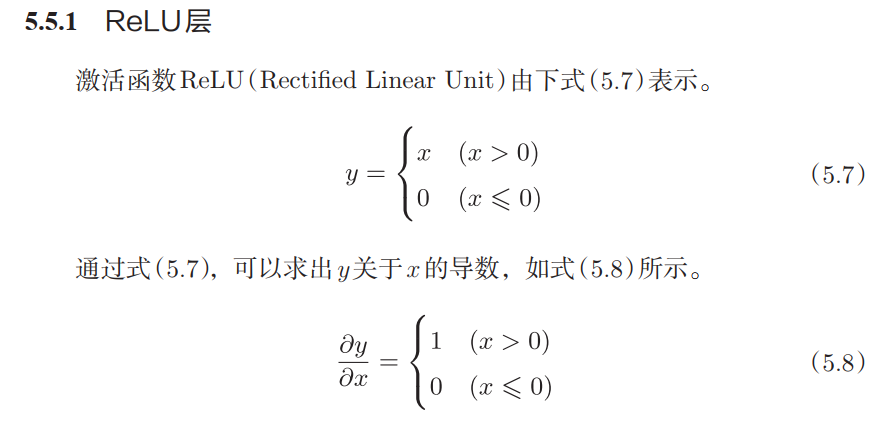 5.5.1 ReLU层
激活函数ReLU(Rectified Linear Unit)由下式(5.7)表示。
y = { x (x > 0)
0 (x ⩽ 0) (5.7)
通过式(5.7)，可以求出y关于x的导数，如式(5.8)所示。
∂y/∂x = { 1 (x > 0)
0 (x ⩽ 0) (5.8)